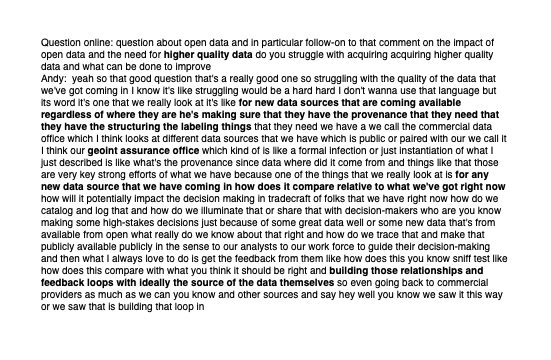 Question online: question about open data and in particular follow-on to that comment on the impact of
open data and the need for higher quality data do you struggle with acquiring acquiring higher quality
data and what can be done to improve
Andy:  yeah so that good question that's a really good one so struggling with the quality of the data that
we've got coming in I know it's like struggling would be a hard hard I don't wanna use that language but
its word it's one that we really look at it's like for new data sources that are coming available
regardless of where they are he's making sure that they have the provenance that they need that
they have the structuring the labeling things that they need we have a we call the commercial data
office which I think looks at different data sources that we have which is public or paired with our we call it
I think our geoint assurance office which kind of is like a formal infection or just instantiation of what I
just described is like what's the provenance since data where did it come from and things like that those
are very key strong efforts of what we have because one of the things that we really look at is for any
new data source that we have coming in how does it compare relative to what we've got right now
how will it potentially impact the decision making in tradecraft of folks that we have right now how do we
catalog and log that and how do we illuminate that or share that with decision-makers who are you know
making some high-stakes decisions just because of some great data well or some new data that's from
available from open what really do we know about that right and how do we trace that and make that
publicly available publicly in the sense to our analysts to our work force to guide their decision-making
and then what I always love to do is get the feedback from them like how does this you know sniff test like
how does this compare with what you think it should be right and building those relationships and
feedback loops with ideally the source of the data themselves so even going back to commercial
providers as much as we can you know and other sources and say hey well you know we saw it this way
or we saw that is building that loop in